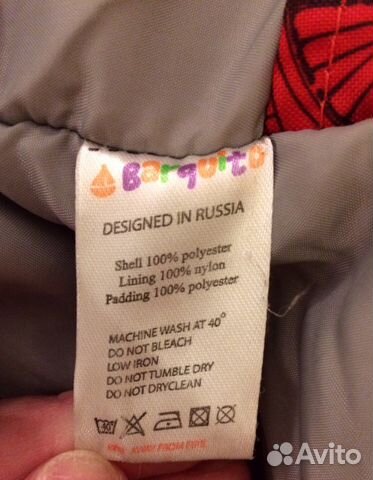 Barquito
DESIGNED IN RUSSIA
Shell 100% polyester
Lining 100% nylon
Padding 100% polyester
MACHINE WASH AT 40°
DO NOT BLEACH
LOW IRON
DO NOT TUMBLE DRY
DO NOT DRYCLEAN
40°
AWAY FROM FIRE
Avito